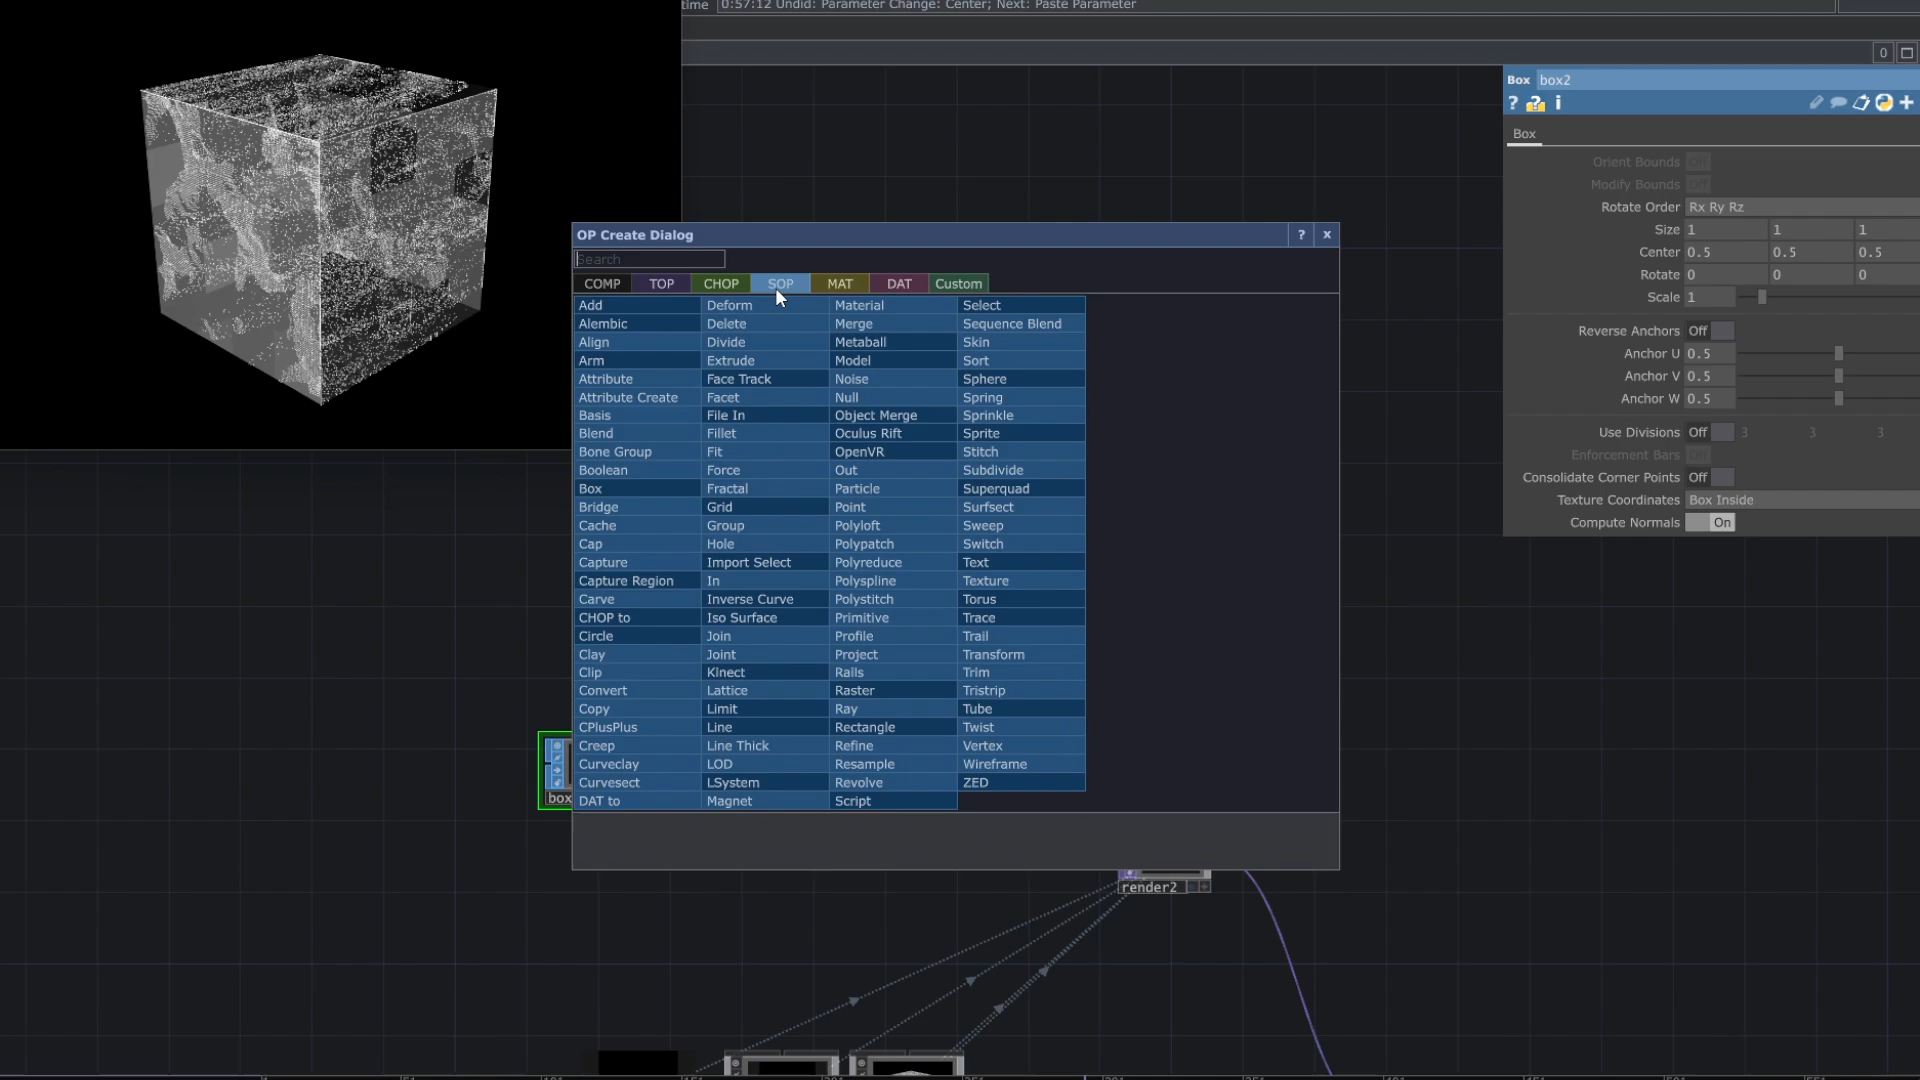 time 0:57:12 Undid: Parameter Change: Center; Next: Paste Parameter
0
Box box2
? ? i
Box
Orient Bounds Off
Modify Bounds Off
Rotate Order Rx Ry Rz
Size 1 1 1
Center 0.5 0.5 0.5
Rotate 0 0 0
Scale 1
Reverse Anchors Off
Anchor U 0.5
Anchor V 0.5
Anchor W 0.5
Use Divisions Off 3 3 3
Enforcement Bars
Consolidate Corner Points Off
Texture Coordinates Box Inside
Compute Normals On
OP Create Dialog ? x
Search
COMP TOP CHOP SOP MAT DAT Custom
Add Deform Material Select
Alembic Delete Merge Sequence Blend
Align Divide Metaball Skin
Arm Extrude Model Sort
Attribute Face Track Noise Sphere
Attribute Create Facet Null Spring
Basis File In Object Merge Sprinkle
Blend Fillet Oculus Rift Sprite
Bone Group Fit OpenVR Stitch
Boolean Force Out Subdivide
Box Fractal Particle Superquad
Bridge Grid Point Surfsect
Cache Group Polyloft Sweep
Cap Hole Polypatch Switch
Capture Import Select Polyreduce Text
Capture Region In Polyspline Texture
Carve Inverse Curve Polystitch Torus
CHOP to Iso Surface Primitive Trace
Circle Join Profile Trail
Clay Joint Project Transform
Clip Kinect Rails Trim
Convert Lattice Raster Tristrip
Copy Limit Ray Tube
CPlusPlus Line Rectangle Twist
Creep Line Thick Refine Vertex
Curveclay LOD Resample Wireframe
Curvesect LSystem Revolve ZED
DAT to Magnet Script
box
render2